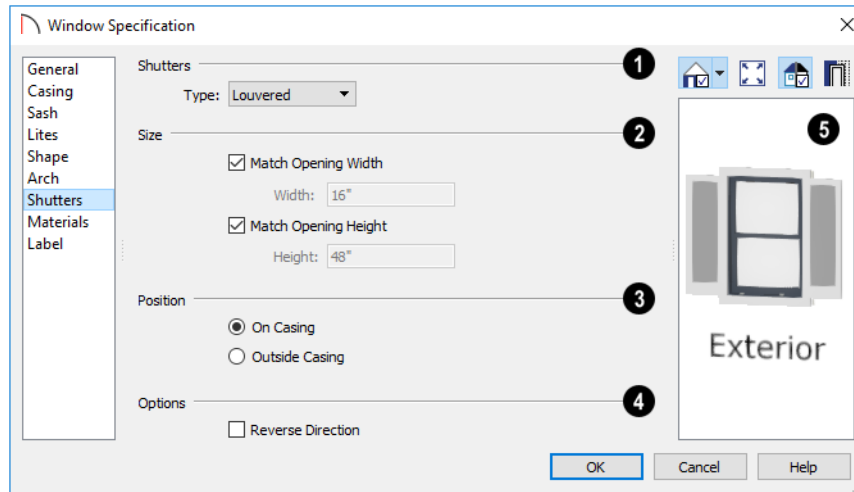 Window Specification
General
Casing
Sash
Lites
Shape
Arch
Shutters
Materials
Label
Shutters 1
Type: Louvered
Size 2
Match Opening Width
Width: 16"
Match Opening Height
Height: 48"
Position 3
On Casing
Outside Casing
Options 4
Reverse Direction
5
Exterior
OK Cancel Help